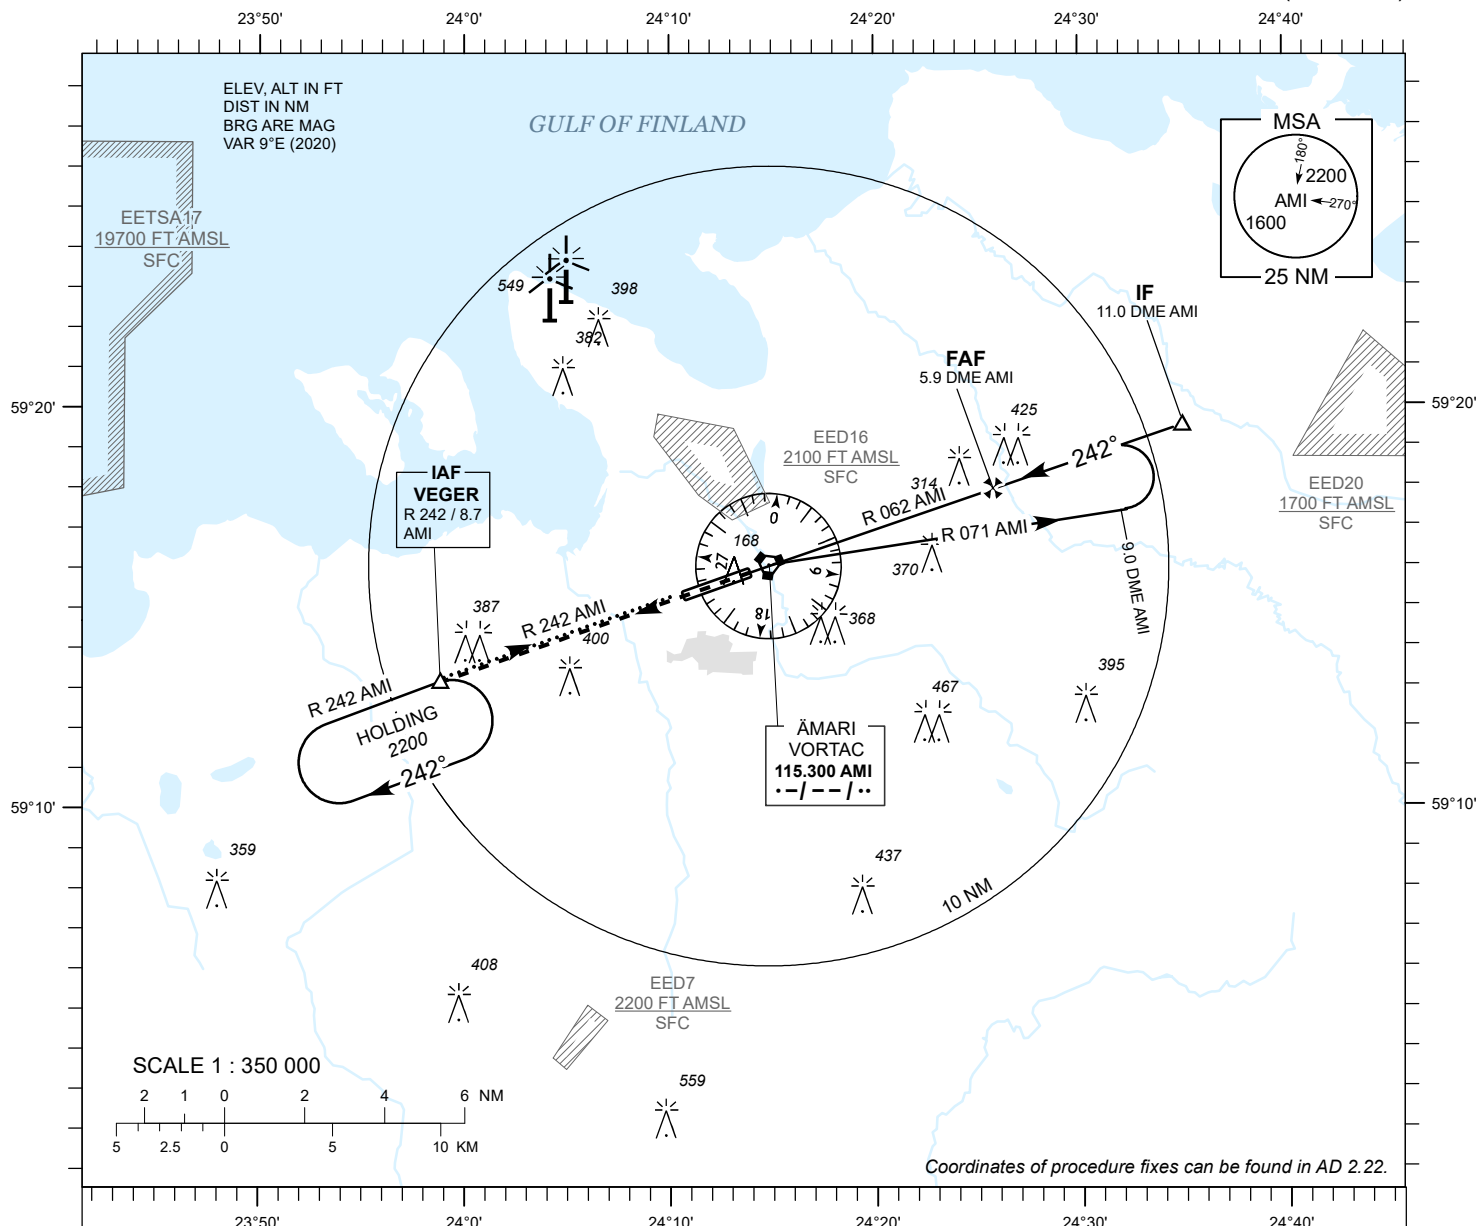 23°50'
24°0'
24°10'
24°20'
24°30'
24°40'
ELEV, ALT IN FT
DIST IN NM
BRG ARE MAG
VAR 9°E (2020)
GULF OF FINLAND
MSA
180°
2200
AMI
270°
1600
25 NM
EETSA17
19700 FT AMSL
SFC
549
398
382
IF
11.0 DME AMI
FAF
5.9 DME AMI
59°20'
59°20'
425
EED16
2100 FT AMSL
SFC
314
242°
IAF
VEGER
R 242 / 8.7
AMI
EED20
1700 FT AMSL
SFC
R 062 AMI
R 071 AMI
0
9
18
27
168
370
9.0 DME AMI
387
R 242 AMI
400
368
395
R 242 AMI
HOLDING
2200
242°
467
ÄMARI
VORTAC
115.300 AMI
59°10'
59°10'
359
437
10 NM
408
EED7
2200 FT AMSL
SFC
SCALE 1 : 350 000
2 1 0 2 4 6 NM
5 2.5 0 5 10 KM
559
Coordinates of procedure fixes can be found in AD 2.22.
23°50'
24°0'
24°10'
24°20'
24°30'
24°40'